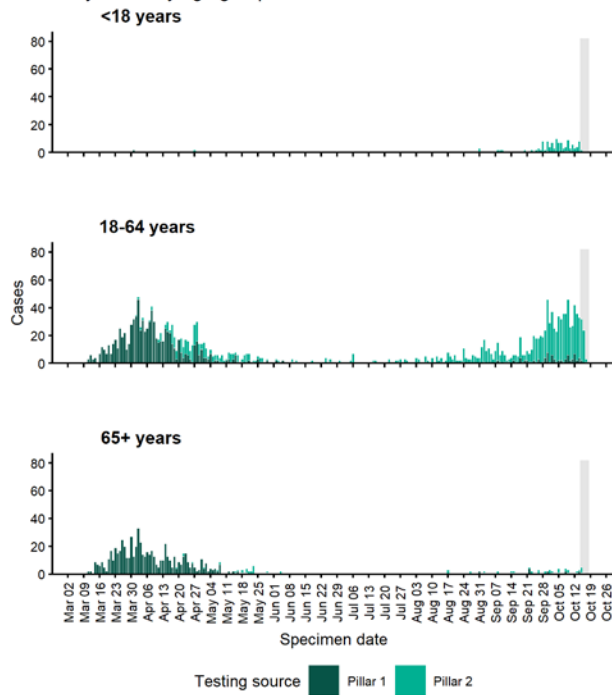 <18 years
80
60
40
20
0
18-64 years
80
60
40
20
0
Cases
65+ years
80
60
40
20
0
Mar 02
Mar 09
Mar 16
Mar 23
Mar 30
Apr 06
Apr 13
Apr 20
Apr 27
May 04
May 11
May 18
May 25
Jun 01
Jun 08
Jun 15
Jun 22
Jun 29
Jul 06
Jul 13
Jul 20
Jul 27
Aug 03
Aug 10
Aug 17
Aug 24
Aug 31
Sep 07
Sep 14
Sep 21
Sep 28
Oct 05
Oct 12
Oct 19
Oct 26
Specimen date
Testing source Pillar 1 Pillar 2